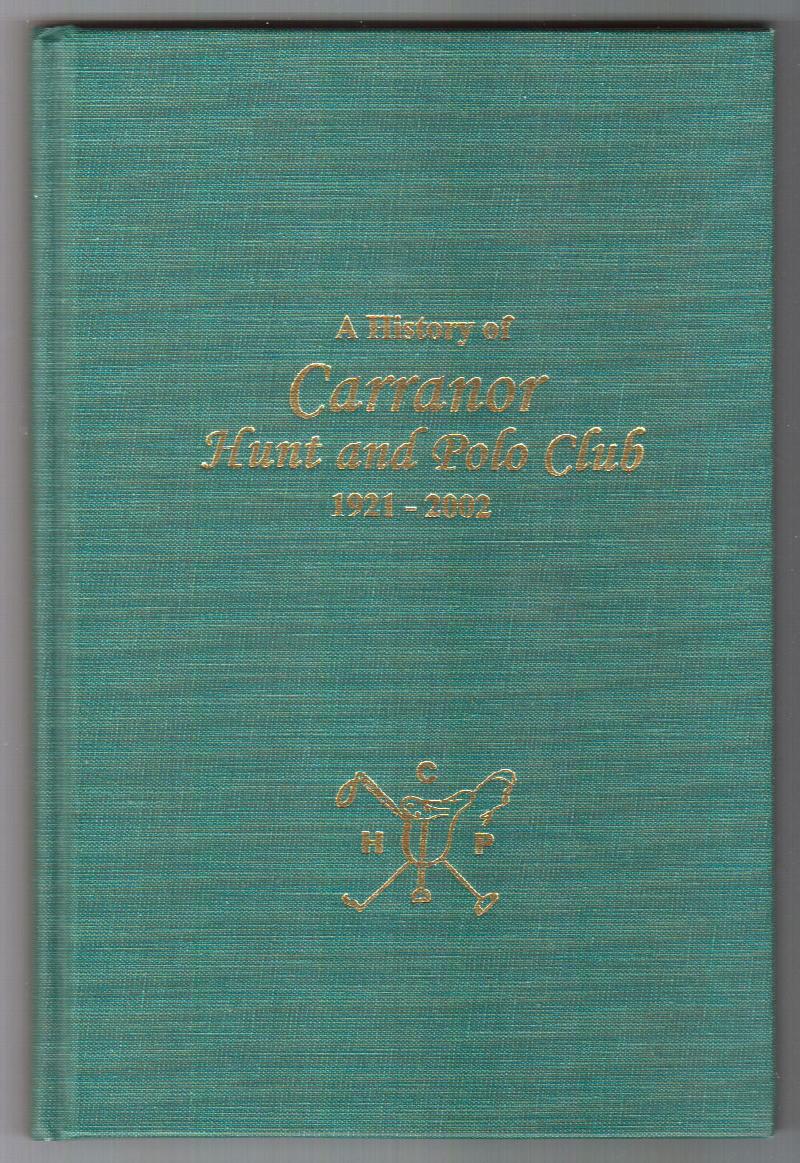 A History of
Carranor
Hunt and Polo Club
1921 - 2002
C
H P